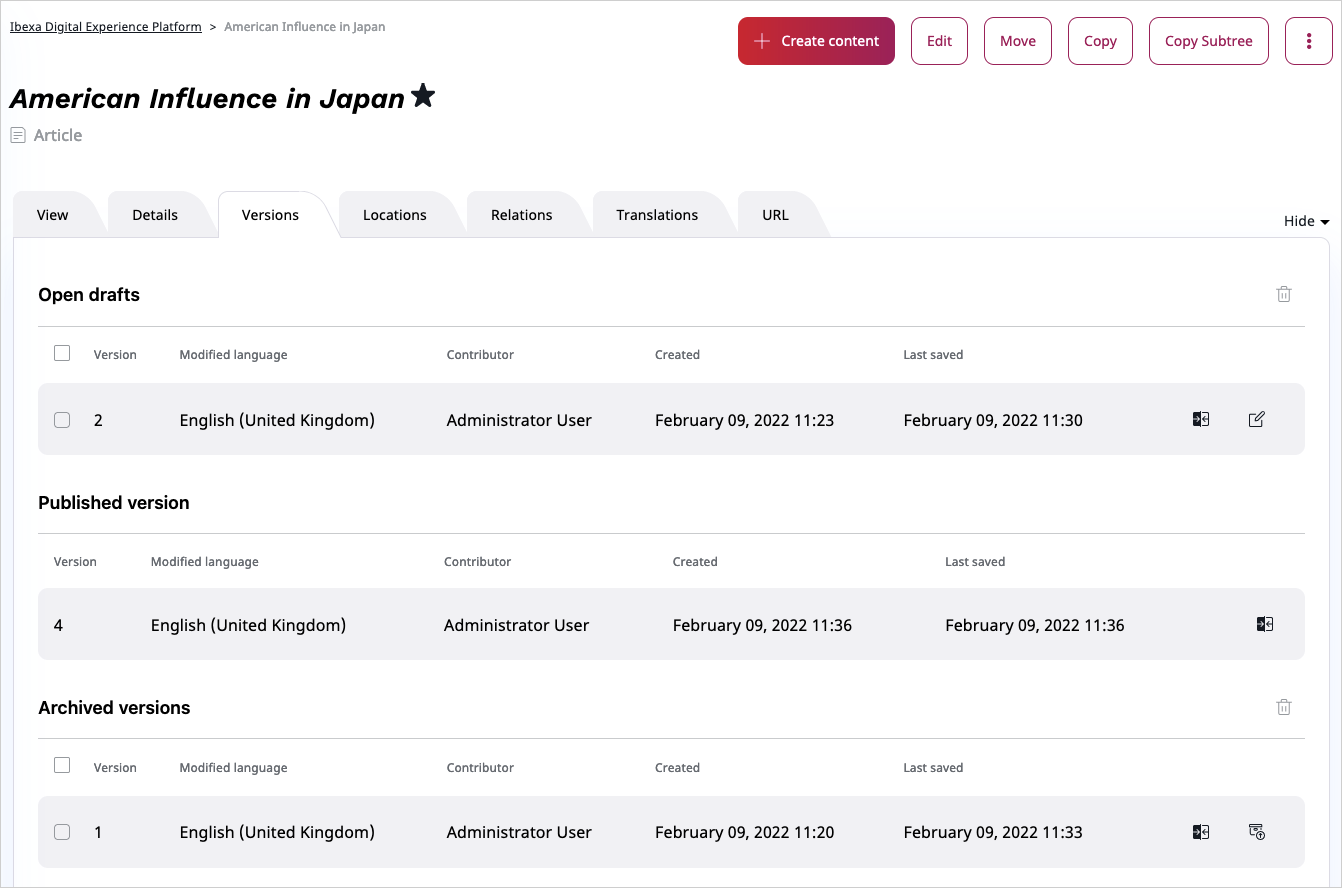 Ibexa Digital Experience Platform > American Influence in Japan
Create content
Edit
Move
Copy
Copy Subtree
American Influence in Japan
Article
View
Details
Versions
Locations
Relations
Translations
URL
Hide
Open drafts
Version Modified language Contributor Created Last saved
2 English (United Kingdom) Administrator User February 09, 2022 11:23 February 09, 2022 11:30
Published version
Version Modified language Contributor Created Last saved
4 English (United Kingdom) Administrator User February 09, 2022 11:36 February 09, 2022 11:36
Archived versions
Version Modified language Contributor Created Last saved
1 English (United Kingdom) Administrator User February 09, 2022 11:20 February 09, 2022 11:33